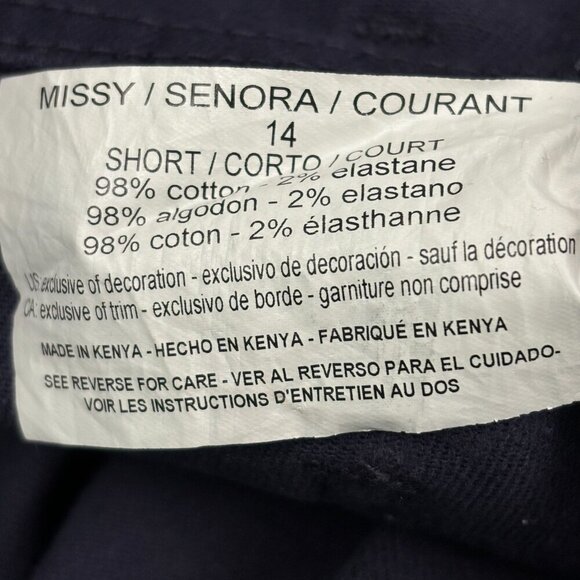 MISSY / SENORA / COURANT
14
SHORT / CORTO / COURT
98% cotton - 2% elastane
98% algodon - 2% elastano
98% coton - 2% élasthanne
US: exclusive of decoration - exclusivo de decoración - sauf la décoration
CA: exclusive of trim - exclusivo de borde - garniture non comprise
MADE IN KENYA - HECHO EN KENYA - FABRIQUÉ EN KENYA
SEE REVERSE FOR CARE - VER AL REVERSO PARA EL CUIDADO-
VOIR LES INSTRUCTIONS D'ENTRETIEN AU DOS